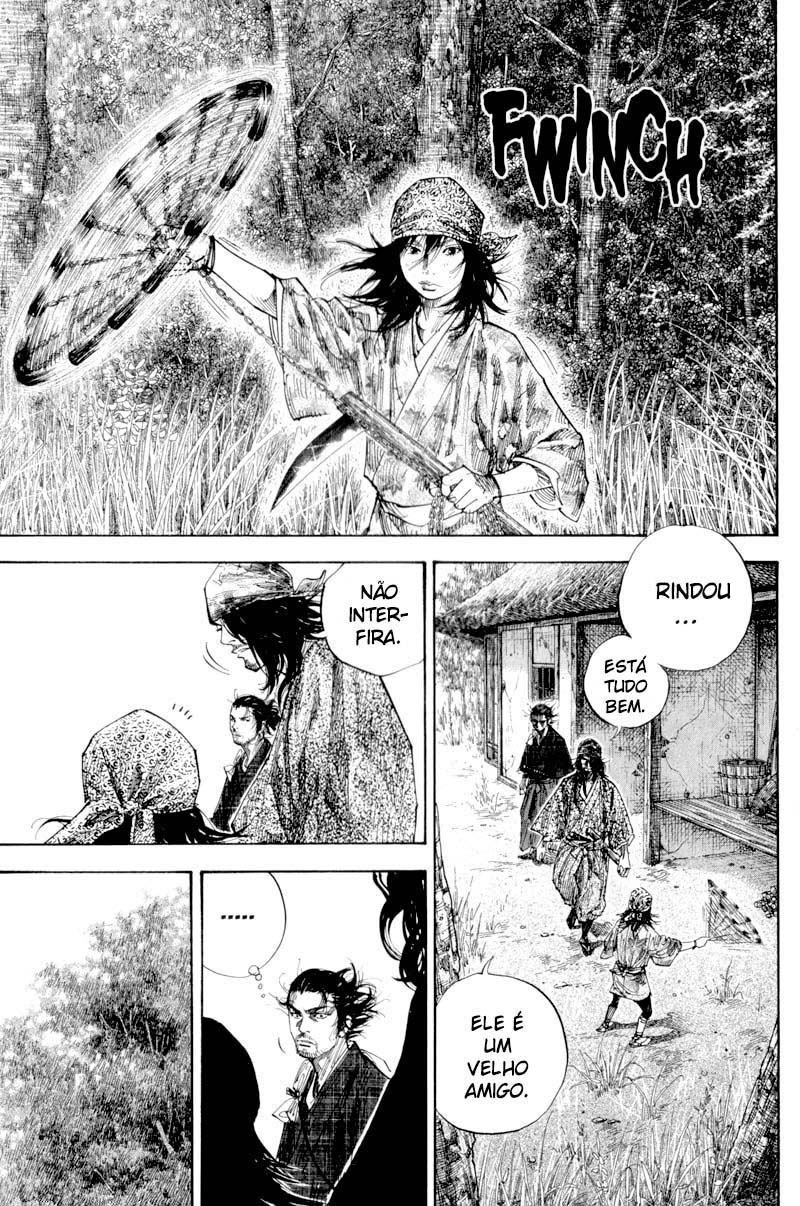 FWINCH
RINDOU
...
ESTÁ
TUDO
BEM.
ELE É
UM
VELHO
AMIGO.
NÃO
INTER-
FIRA.
.....